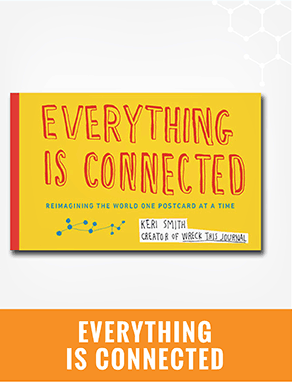 EVERYTHING
IS CONNECTED
REIMAGINING THE WORLD ONE POSTCARD AT A TIME
KERI SMITH
CREATOR OF WRECK THIS JOURNAL
EVERYTHING
IS CONNECTED